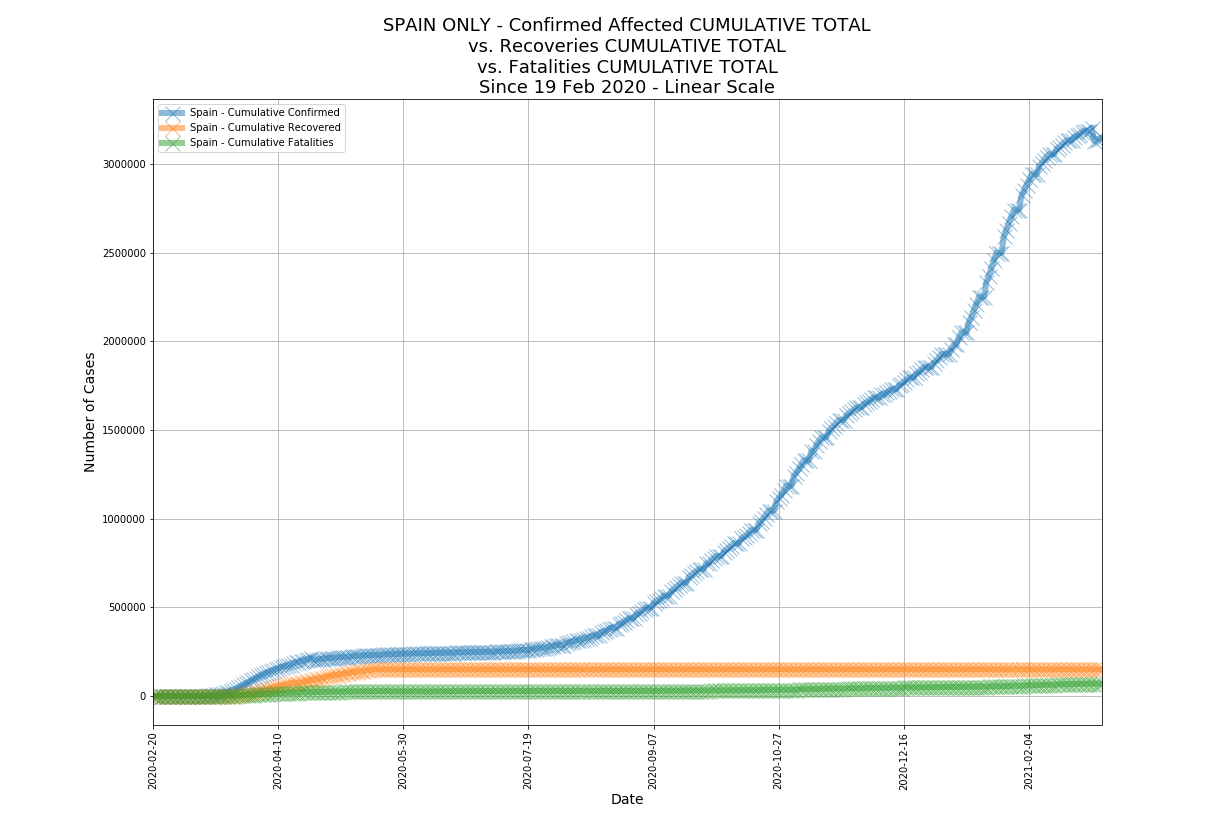 SPAIN ONLY - Confirmed Affected CUMULATIVE TOTAL
vs. Recoveries CUMULATIVE TOTAL
vs. Fatalities CUMULATIVE TOTAL
Since 19 Feb 2020 - Linear Scale
Spain - Cumulative Confirmed
Spain - Cumulative Recovered
Spain - Cumulative Fatalities
Number of Cases
3000000
2500000
2000000
1500000
1000000
500000
0
2020-02-20
2020-04-10
2020-05-30
2020-07-19
2020-09-07
2020-10-27
2020-12-16
2021-02-04
Date